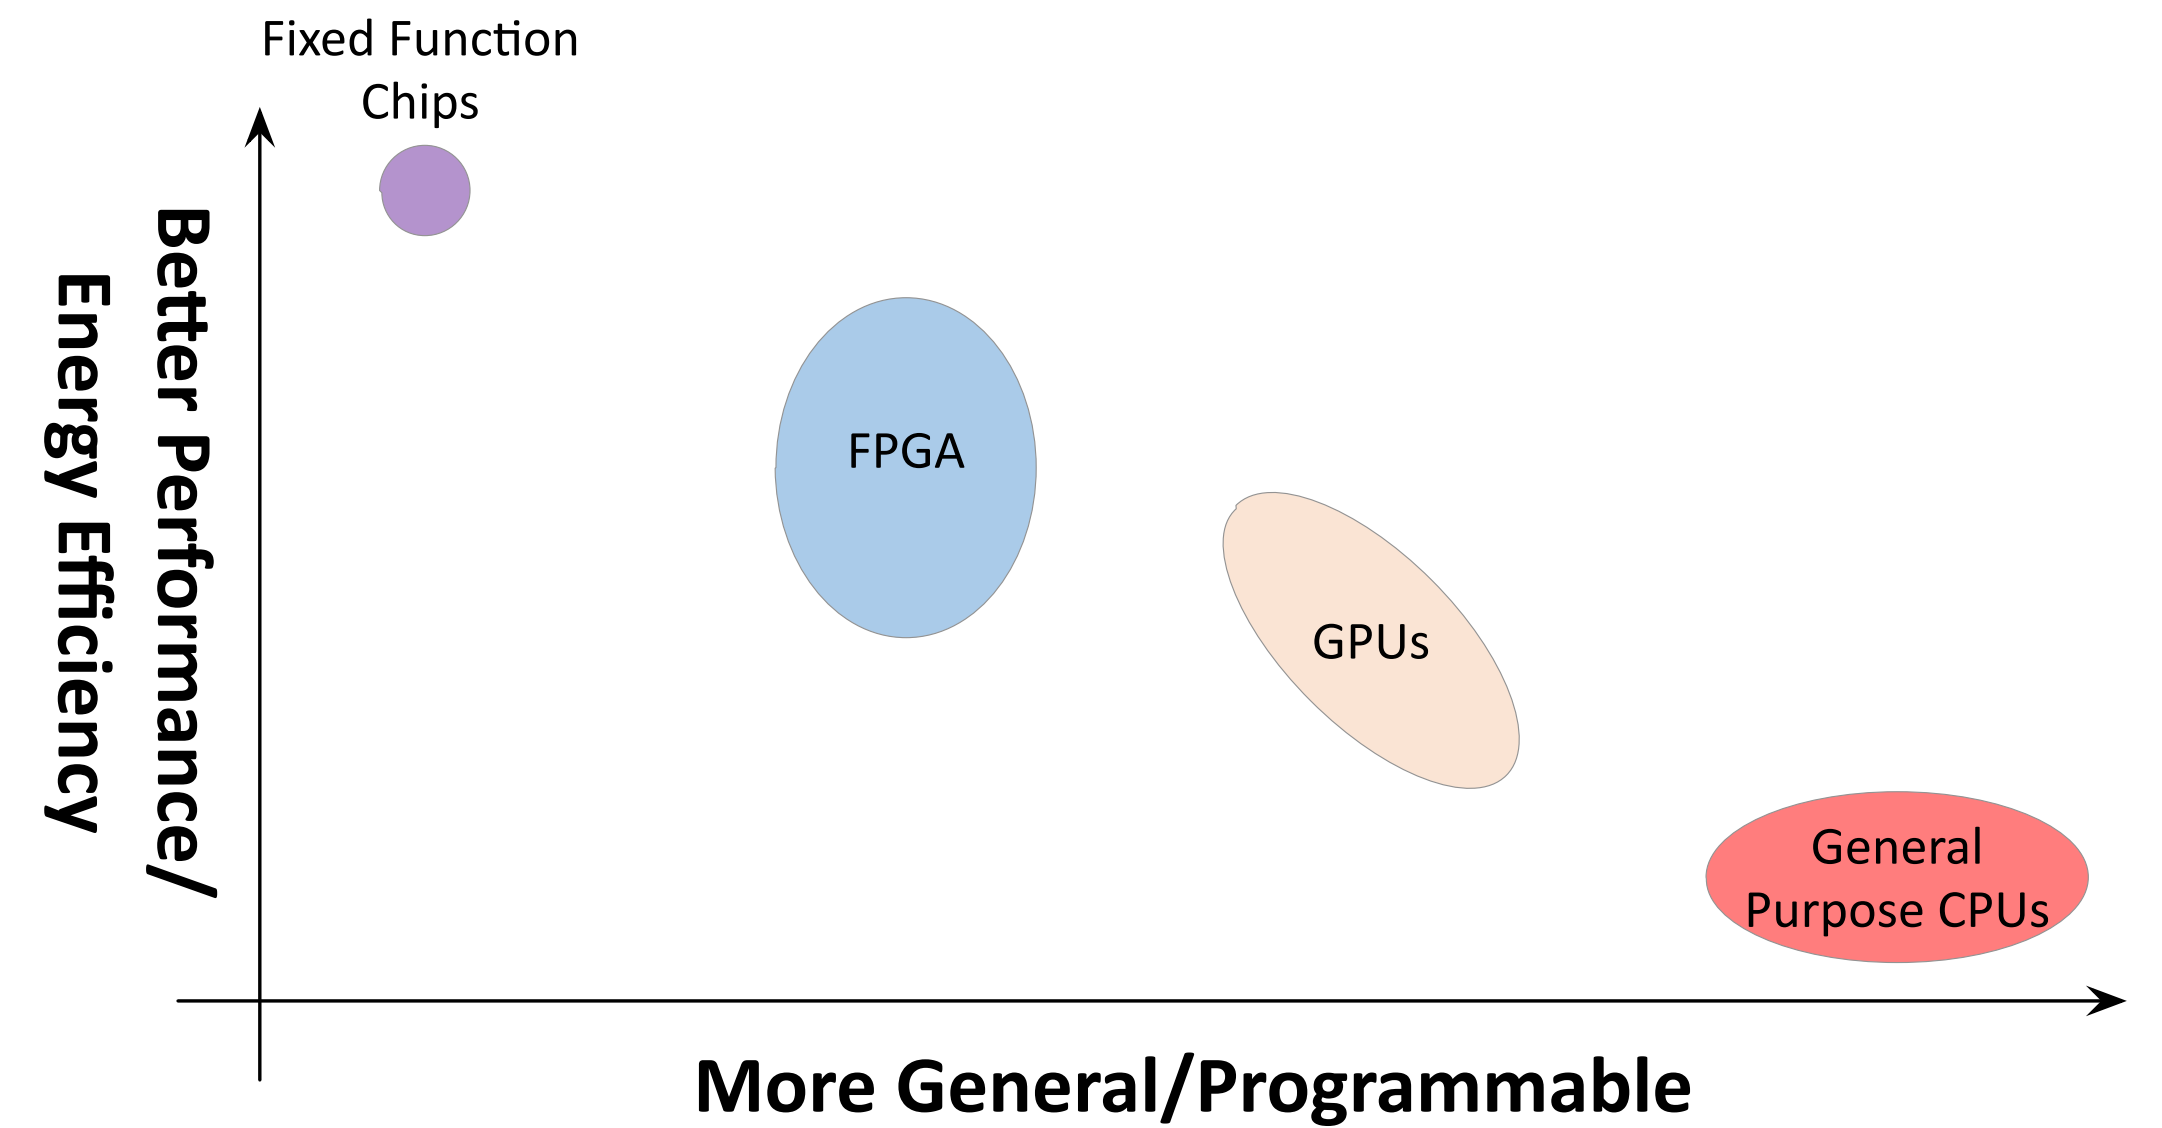 Fixed Function
Chips
Better Performance/
Energy Efficiency
FPGA
GPUs
General
Purpose CPUs
More General/Programmable